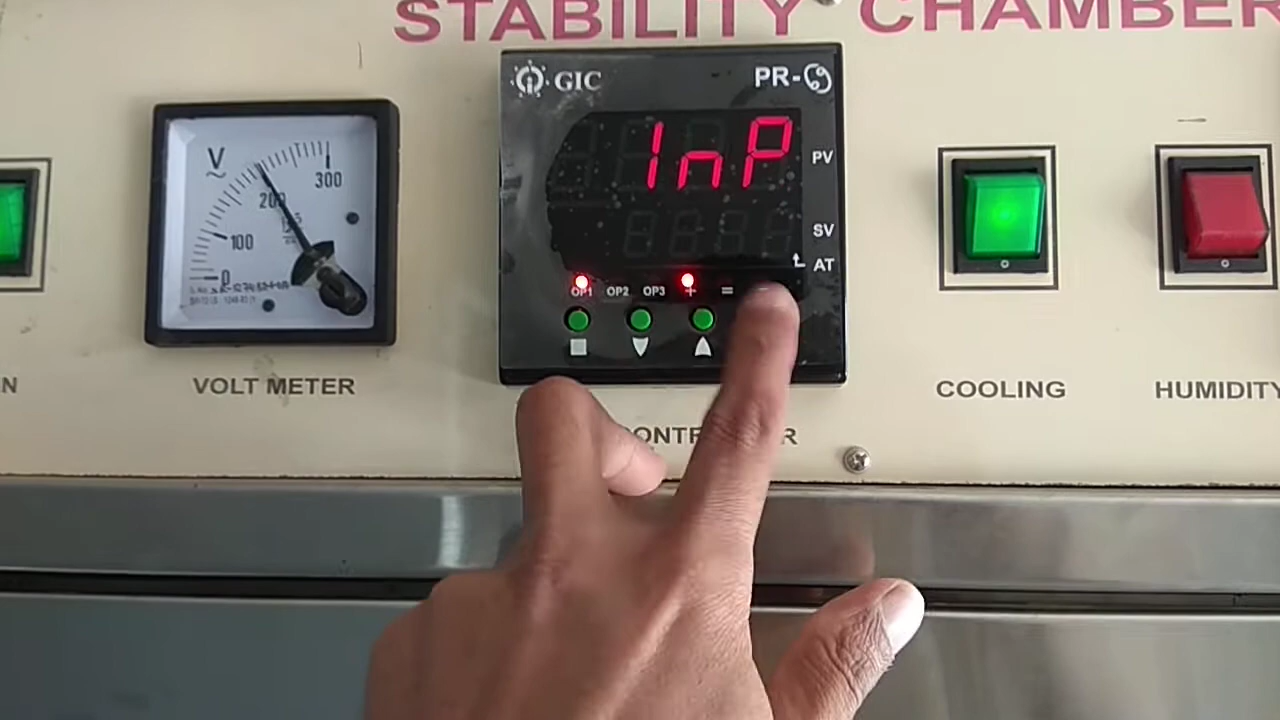 STABILITY CHAMBER
GIC
PR-
InP
PV
SV
AT
OP1 OP2 OP3 + =
V
300
200
100
0
VOLT METER
COOLING
HUMIDITY
N